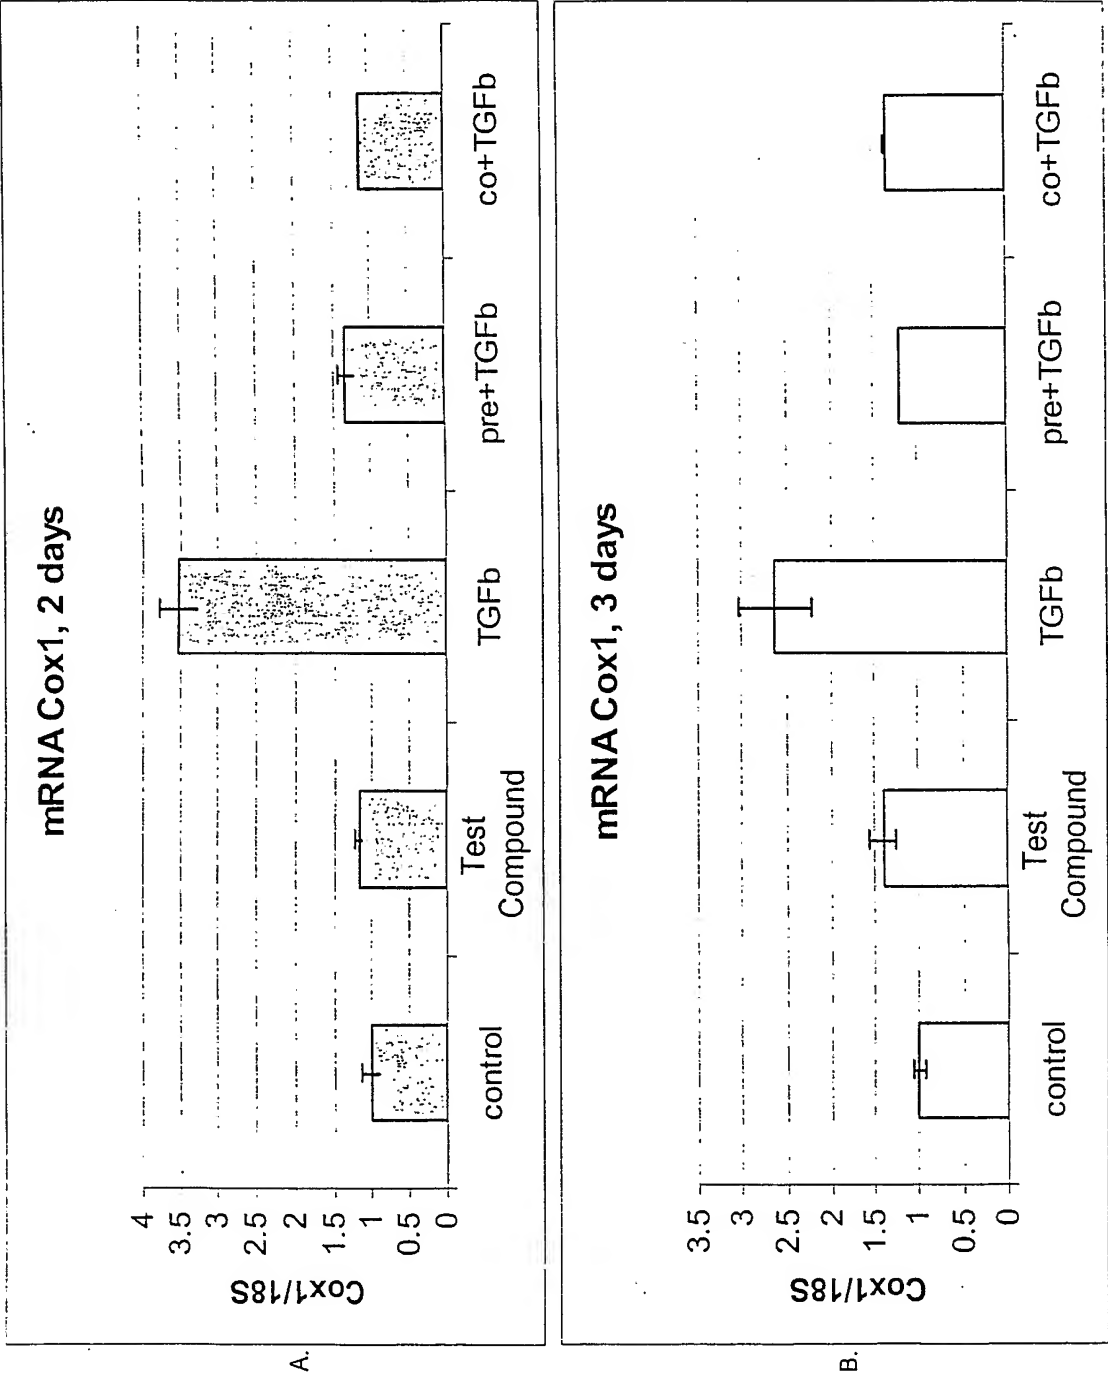 A.
mRNA Cox1, 2 days
Cox1/18S
4
3.5
3
2.5
2
1.5
1
0.5
0
control
Test
Compound
TGFb
pre+TGFb
co+TGFb
B.
mRNA Cox1, 3 days
Cox1/18S
3.5
3
2.5
2
1.5
1
0.5
0
control
Test
Compound
TGFb
pre+TGFb
co+TGFb